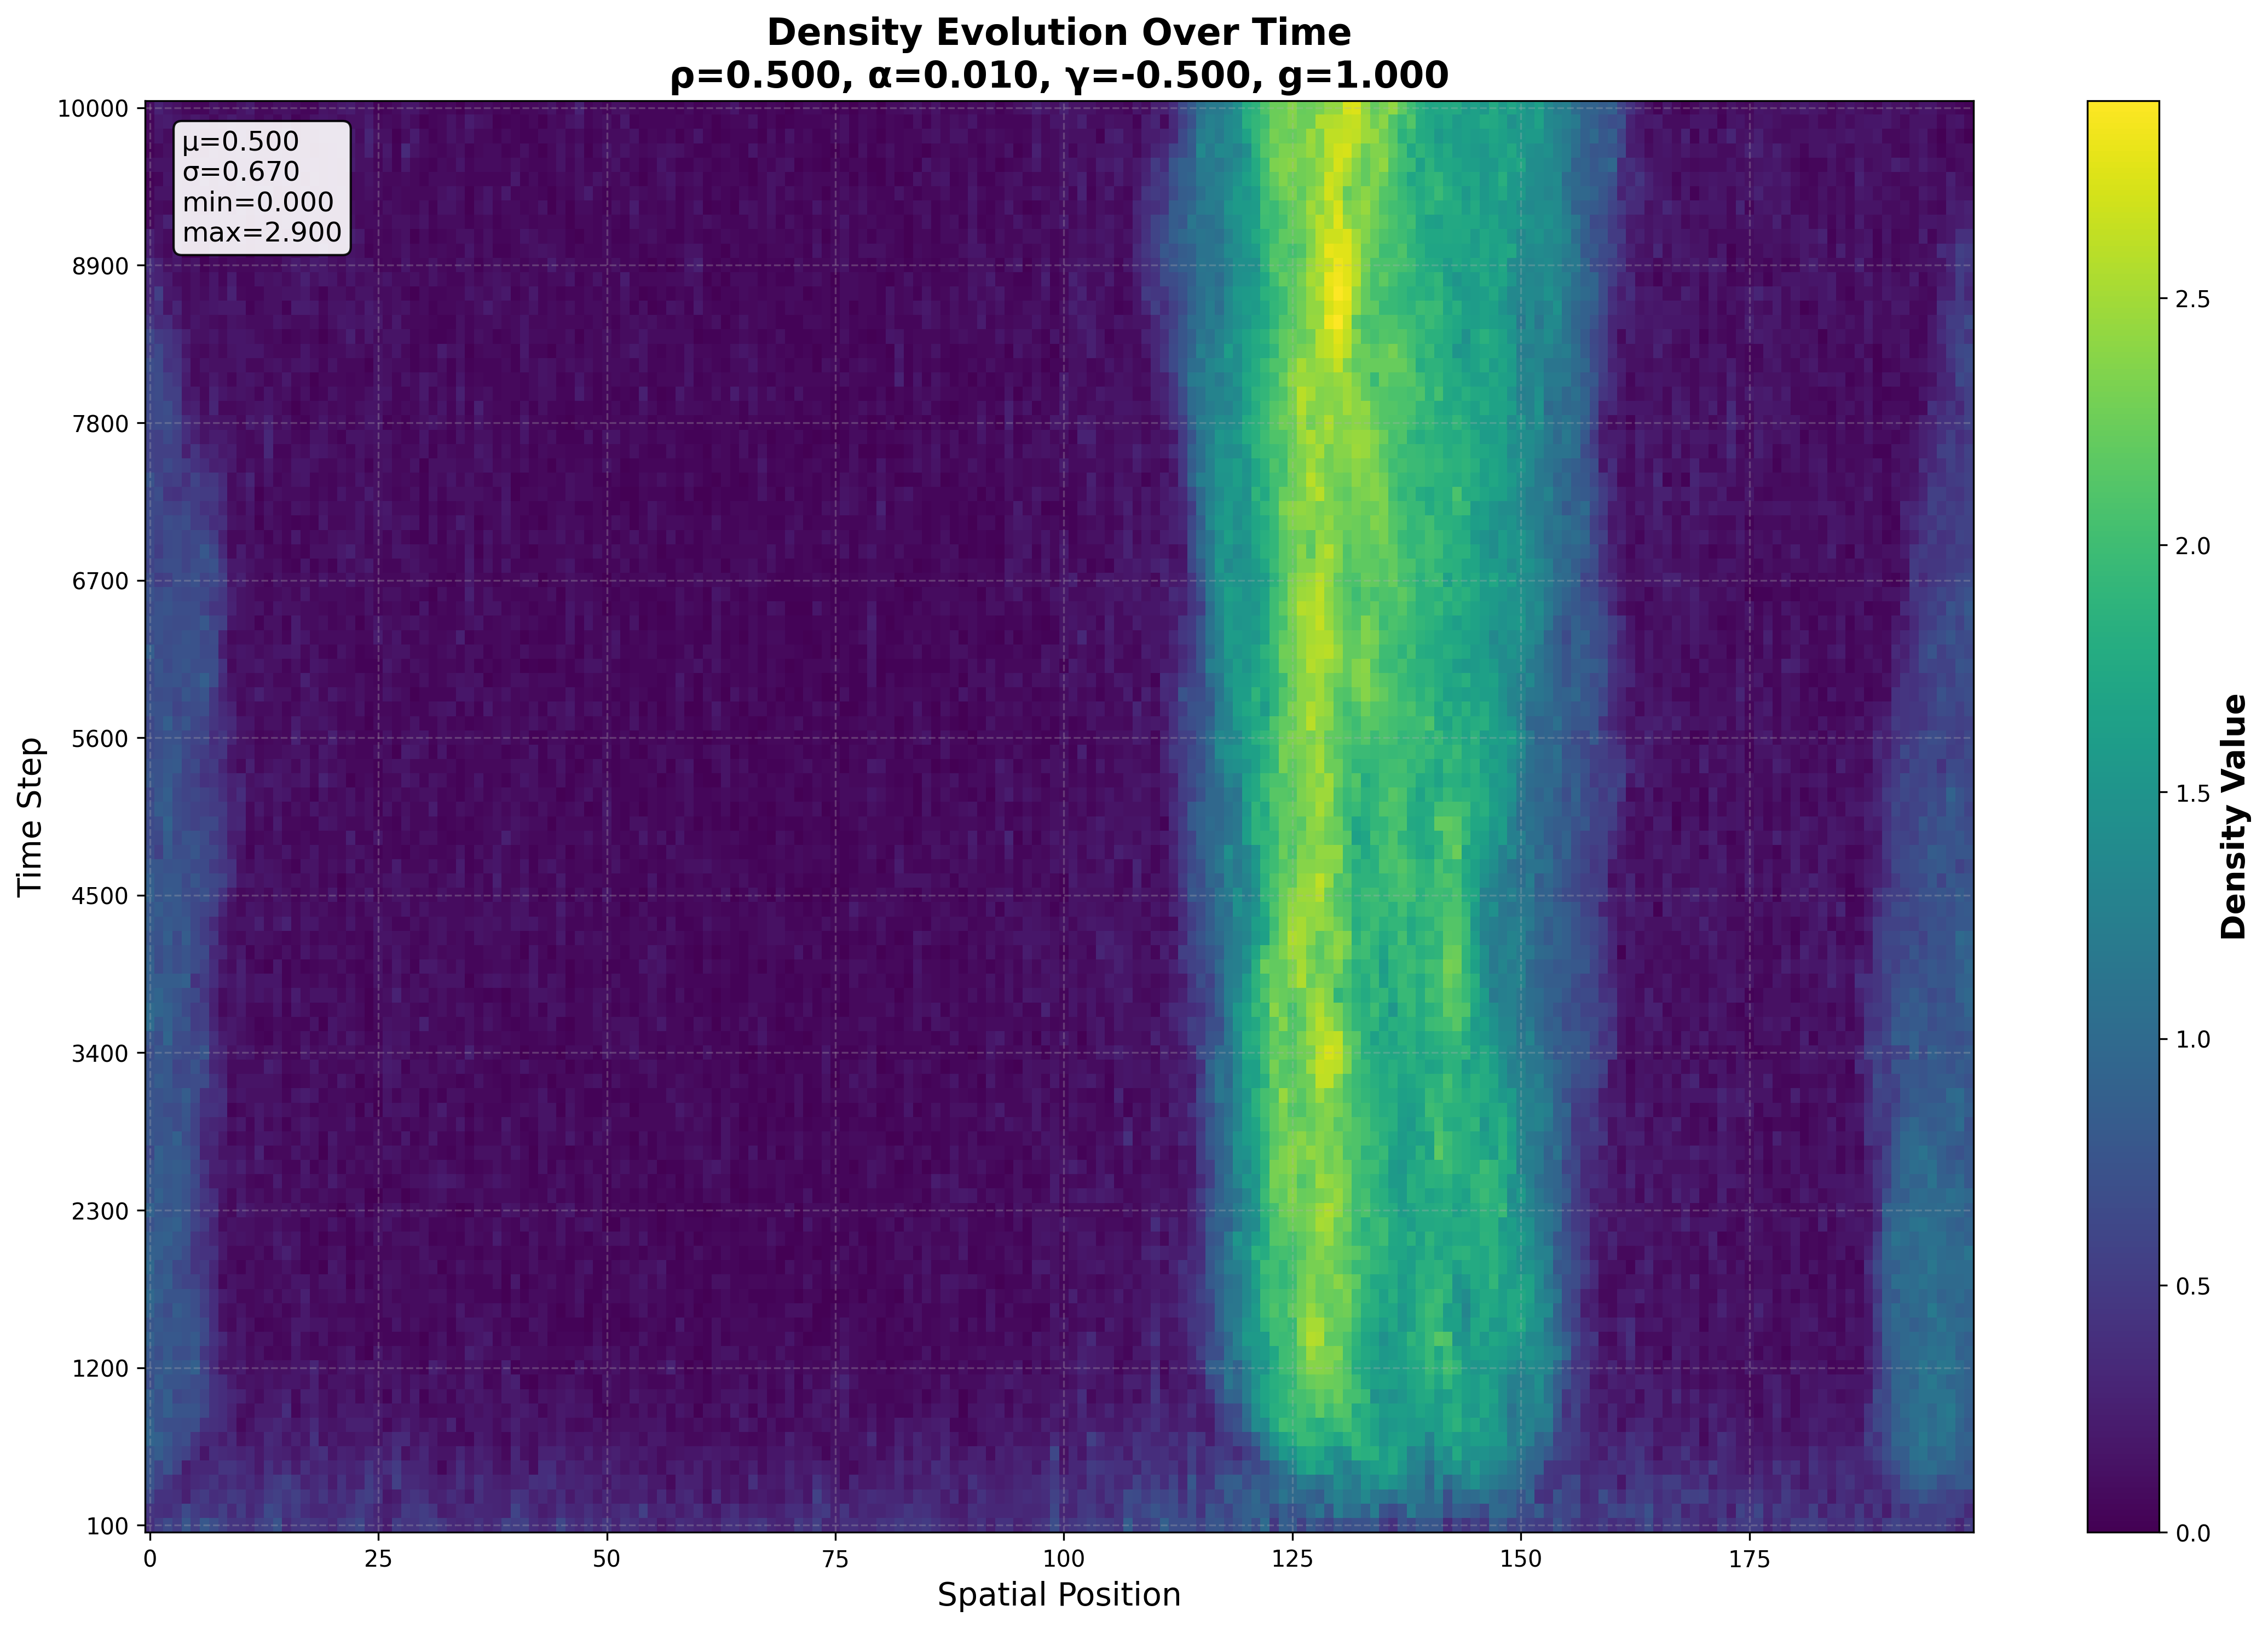 Density Evolution Over Time
ρ=0.500, α=0.010, γ=-0.500, g=1.000
μ=0.500
σ=0.670
min=0.000
max=2.900
10000
8900
7800
6700
5600
4500
3400
2300
1200
100
Time Step
0
25
50
75
100
125
150
175
Spatial Position
2.5
2.0
1.5
1.0
0.5
0.0
Density Value